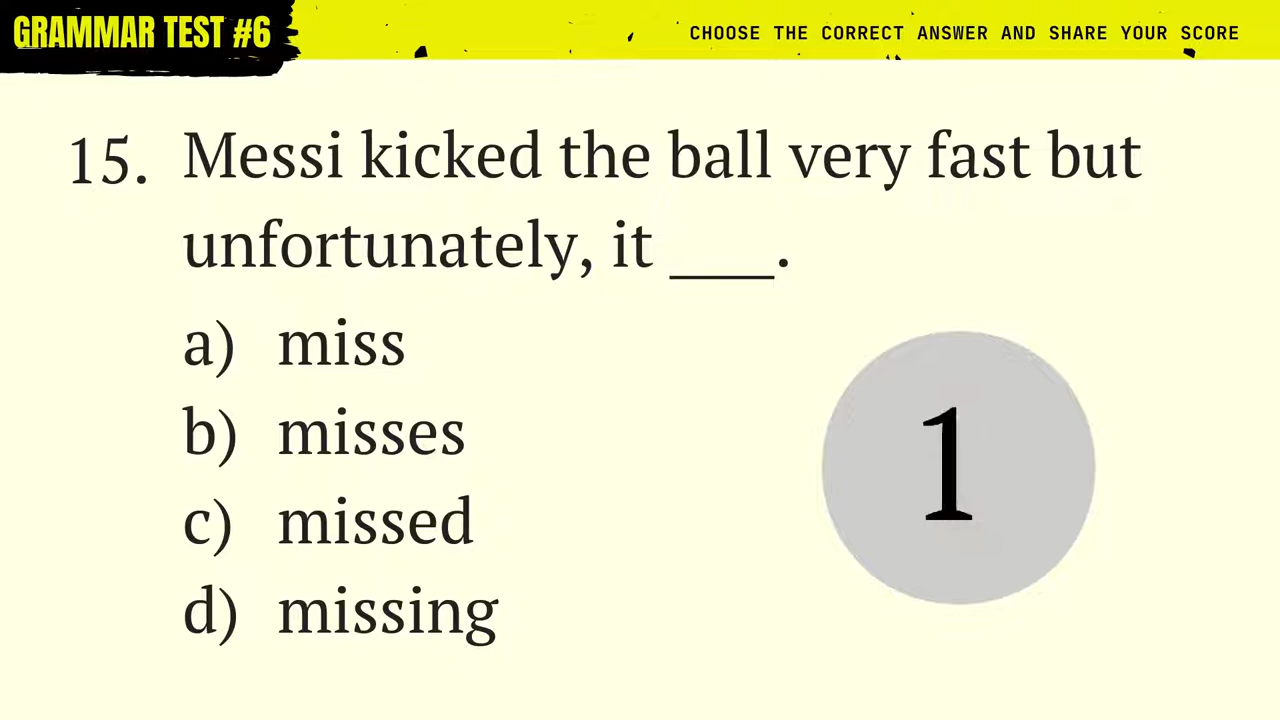 GRAMMAR TEST #6
CHOOSE THE CORRECT ANSWER AND SHARE YOUR SCORE
15. Messi kicked the ball very fast but
unfortunately, it ____.
a) miss
b) misses
c) missed
d) missing
1